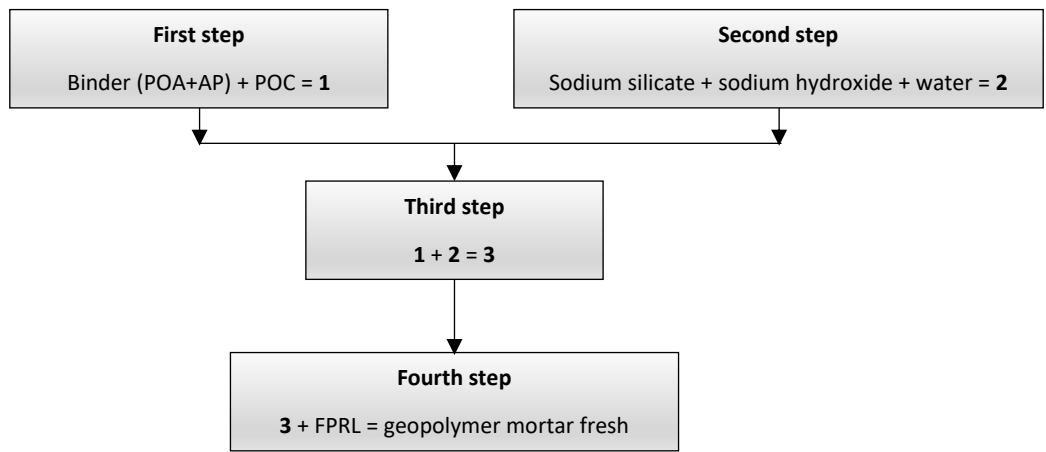 First step
Binder (POA+AP) + POC = 1
Second step
Sodium silicate + sodium hydroxide + water = 2
Third step
1 + 2 = 3
Fourth step
3 + FPRL = geopolymer mortar fresh